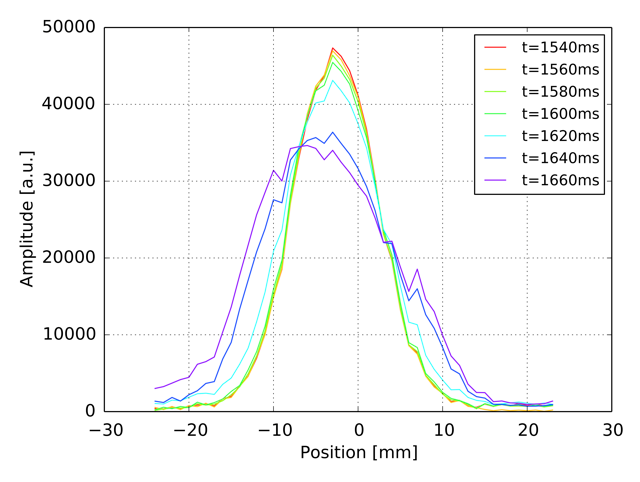 50000
40000
30000
20000
10000
0
−30
−20
−10
0
10
20
30
Amplitude [a.u.]
Position [mm]
t=1540ms
t=1560ms
t=1580ms
t=1600ms
t=1620ms
t=1640ms
t=1660ms